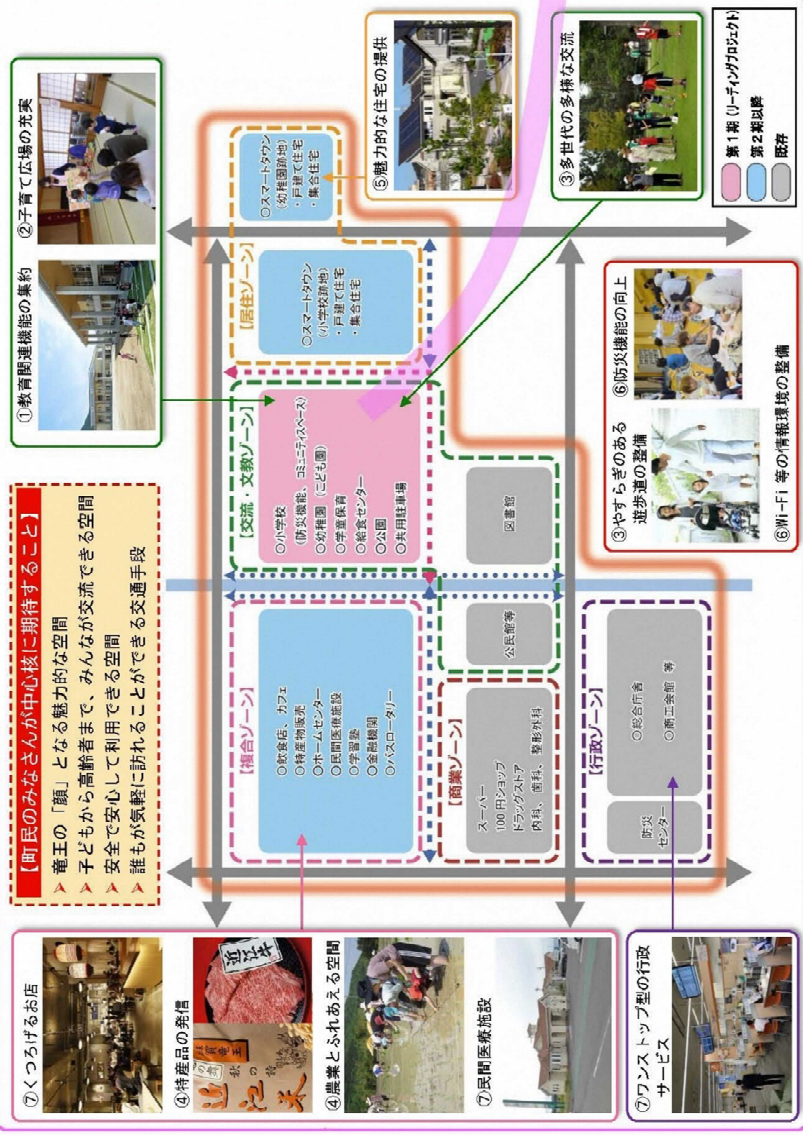 【町民のみなさんが中心核に期待すること】
➢ 竜王の「顔」となる魅力的な空間
➢ 子どもから高齢者まで、みんなが交流できる空間
➢ 安全で安心して利用できる空間
➢ 誰もが気軽に訪れることができる交通手段
①教育関連機能の集約
②子育て広場の充実
⑦くつろげるお店
④特産品の発信
近江米
秋の詩
滋賀竜王
近江牛
④農業とふれあえる空間
⑦民間医療施設
⑦ワンストップ型の行政
サービス
【複合ゾーン】
○飲食店、カフェ
○特産物販売
○ホームセンター
○民間医療施設
○学習塾
○金融機関
○バスロータリー
【交流・文教ゾーン】
○小学校
(防災機能、コミュニティスペース)
○幼稚園(こども園)
○学童保育
○給食センター
○公園
○共用駐車場
公民館等
図書館
【居住ゾーン】
○スマートタウン
(小学校跡地)
・戸建て住宅
・集合住宅
○スマートタウン
(幼稚園跡地)
・戸建て住宅
・集合住宅
【商業ゾーン】
スーパー
100円ショップ
ドラッグストア
内科、歯科、整形外科
【行政ゾーン】
防災
センター
○総合庁舎
○商工会館 等
⑤魅力的な住宅の提供
③多世代の多様な交流
③やすらぎのある
遊歩道の整備
⑥防災機能の向上
⑥Wi-Fi 等の情報環境の整備
第1期(リーディングプロジェクト)
第2期以降
既存